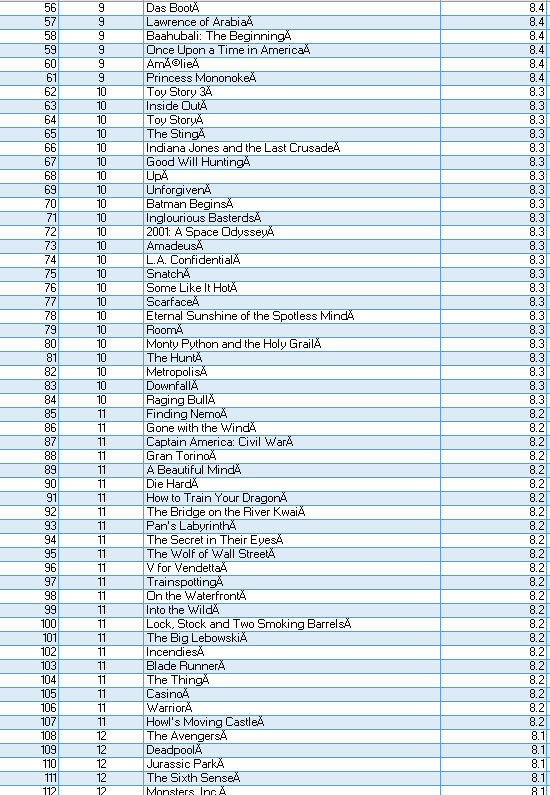 56 9 Das BootÂ 8.4
57 9 Lawrence of ArabiaÂ 8.4
58 9 Baahubali: The BeginningÂ 8.4
59 9 Once Upon a Time in AmericaÂ 8.4
60 9 AmÃ©lieÂ 8.4
61 9 Princess MononokeÂ 8.4
62 10 Toy Story 3Â 8.3
63 10 Inside OutÂ 8.3
64 10 Toy StoryÂ 8.3
65 10 The StingÂ 8.3
66 10 Indiana Jones and the Last CrusadeÂ 8.3
67 10 Good Will HuntingÂ 8.3
68 10 UpÂ 8.3
69 10 UnforgivenÂ 8.3
70 10 Batman BeginsÂ 8.3
71 10 Inglourious BasterdsÂ 8.3
72 10 2001: A Space OdysseyÂ 8.3
73 10 AmadeusÂ 8.3
74 10 L.A. ConfidentialÂ 8.3
75 10 SnatchÂ 8.3
76 10 Some Like It HotÂ 8.3
77 10 ScarfaceÂ 8.3
78 10 Eternal Sunshine of the Spotless MindÂ 8.3
79 10 RoomÂ 8.3
80 10 Monty Python and the Holy GrailÂ 8.3
81 10 The HuntÂ 8.3
82 10 MetropolisÂ 8.3
83 10 DownfallÂ 8.3
84 10 Raging BullÂ 8.3
85 11 Finding NemoÂ 8.2
86 11 Gone with the WindÂ 8.2
87 11 Captain America: Civil WarÂ 8.2
88 11 Gran TorinoÂ 8.2
89 11 A Beautiful MindÂ 8.2
90 11 Die HardÂ 8.2
91 11 How to Train Your DragonÂ 8.2
92 11 The Bridge on the River KwaiÂ 8.2
93 11 Pan's LabyrinthÂ 8.2
94 11 The Secret in Their EyesÂ 8.2
95 11 The Wolf of Wall StreetÂ 8.2
96 11 V for VendettaÂ 8.2
97 11 TrainspottingÂ 8.2
98 11 On the WaterfrontÂ 8.2
99 11 Into the WildÂ 8.2
100 11 Lock, Stock and Two Smoking BarrelsÂ 8.2
101 11 The Big LebowskiÂ 8.2
102 11 IncendiesÂ 8.2
103 11 Blade RunnerÂ 8.2
104 11 The ThingÂ 8.2
105 11 CasinoÂ 8.2
106 11 WarriorÂ 8.2
107 11 Howl's Moving CastleÂ 8.2
108 12 The AvengersÂ 8.1
109 12 DeadpoolÂ 8.1
110 12 Jurassic ParkÂ 8.1
111 12 The Sixth SenseÂ 8.1
112 12 Monsters, Inc.Â 8.1